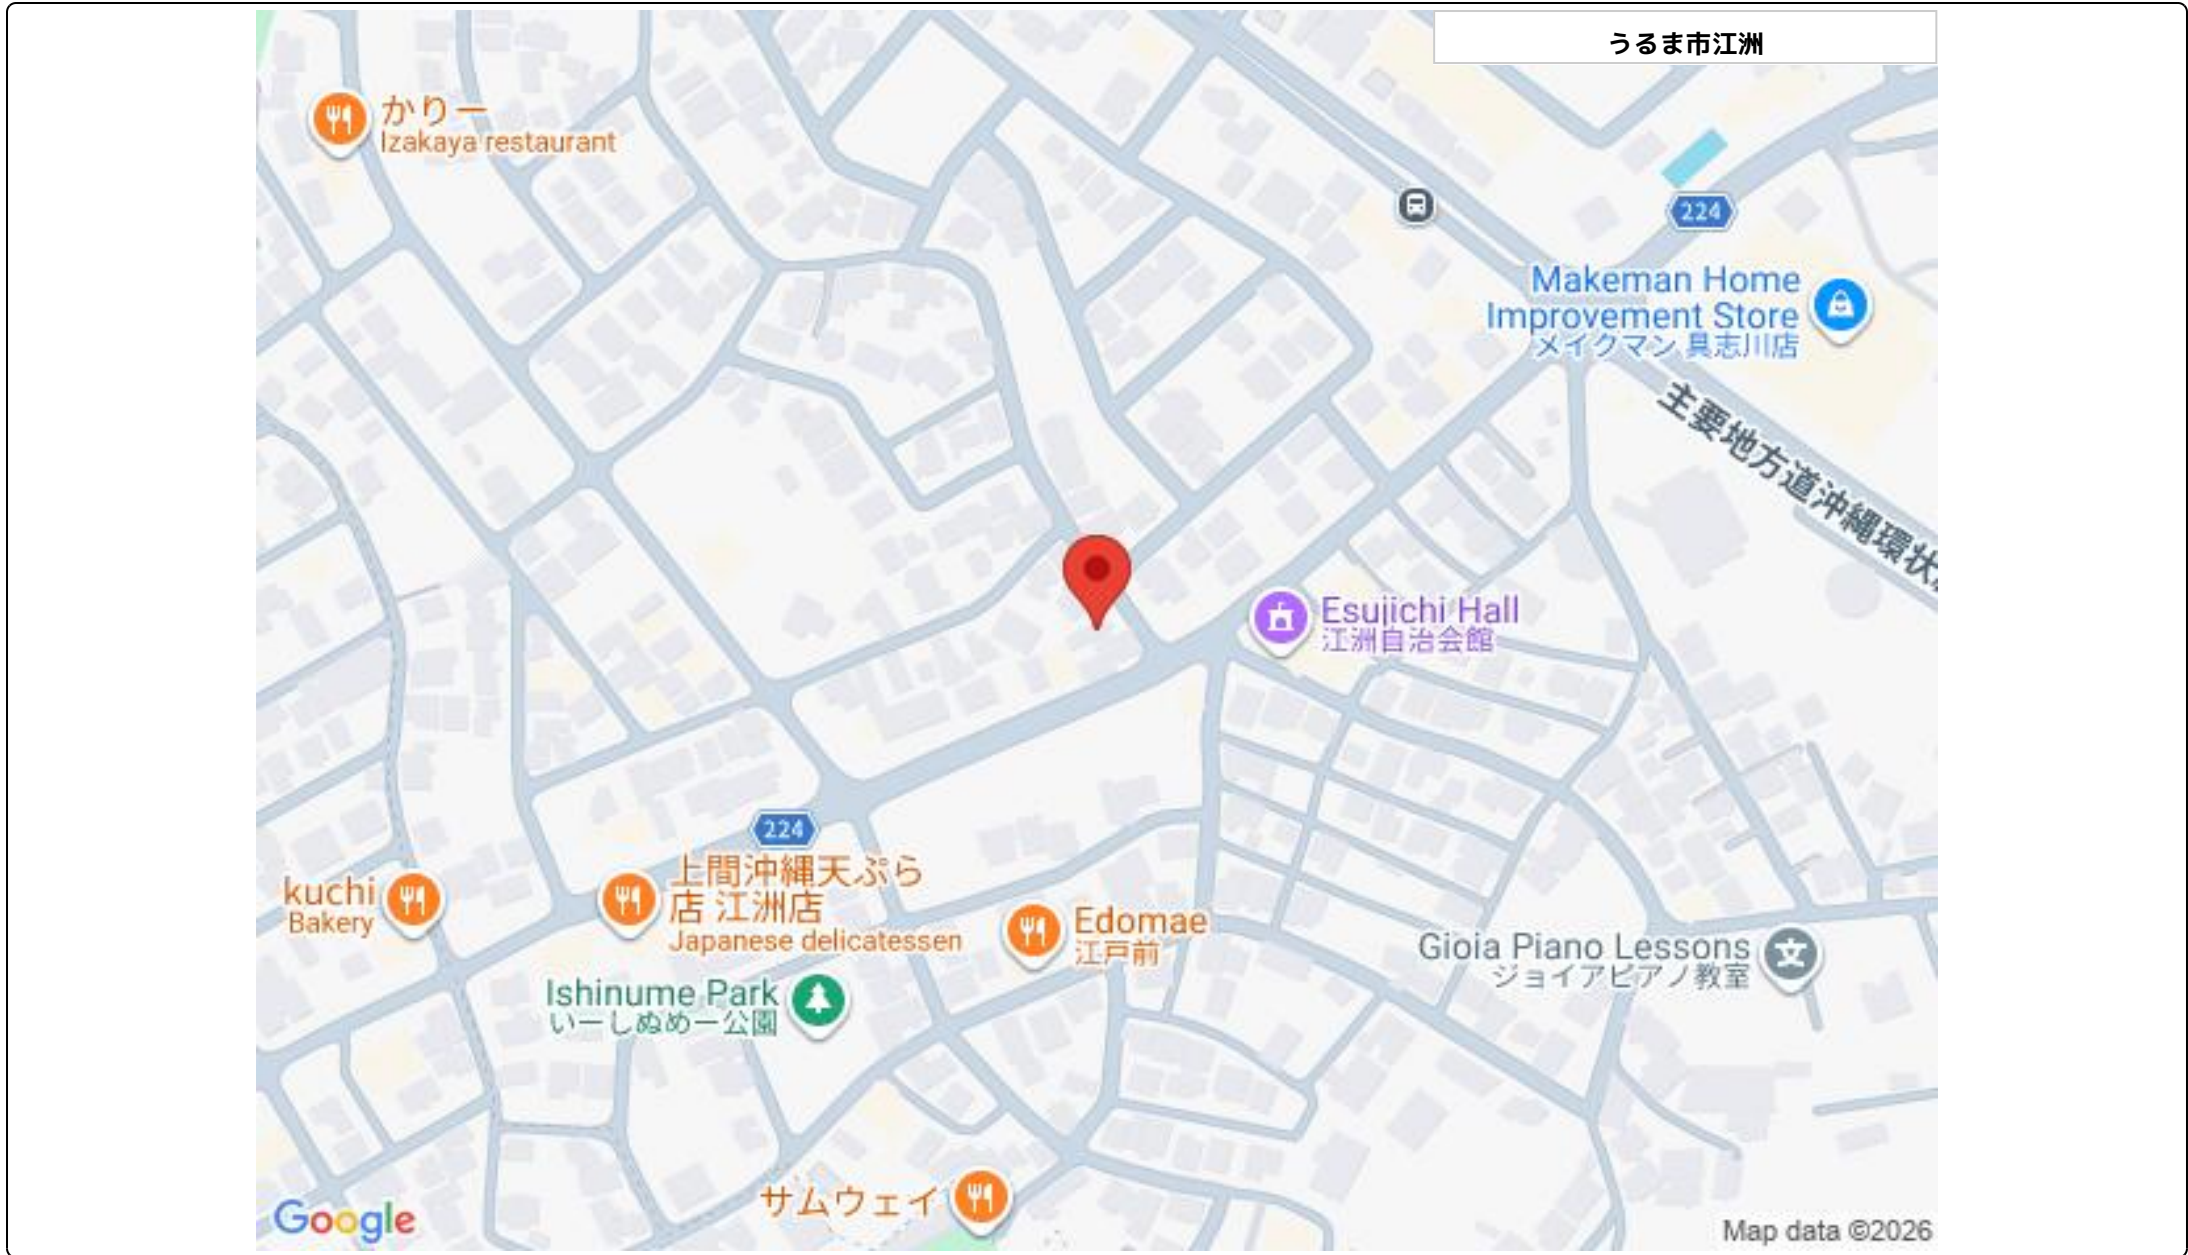 うるま市江洲
かりー
Izakaya restaurant
224
Makeman Home
Improvement Store
メイクマン 具志川店
主要地方道沖縄環状
Esujichi Hall
江洲自治会館
224
上間沖縄天ぷら
店 江洲店
Japanese delicatessen
kuchi
Bakery
Edomae
江戸前
Gioia Piano Lessons
ジョイアピアノ教室
Ishinume Park
いーしぬめー公園
サムウェイ
Google
Map data ©2026